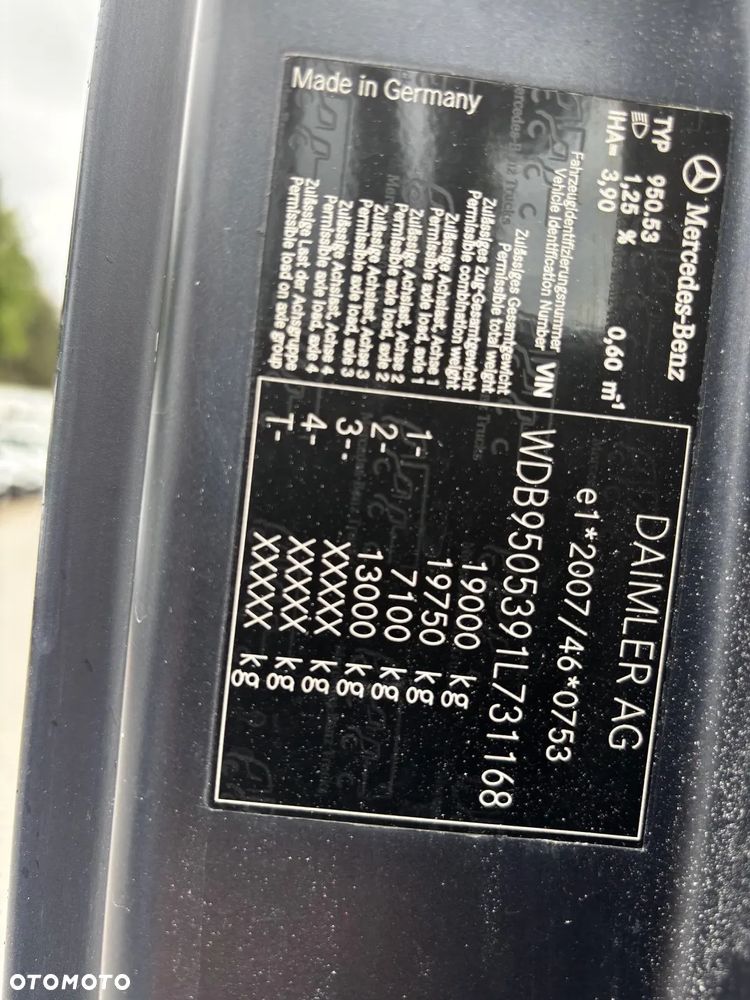 Mercedes-Benz
TYP 950.53
1,25 % 0,60 m-1
IHA= 3,90
Made in Germany
DAIMLER AG
e1*2007/46*0753
Fahrzeugidentifizierungsnummer
Vehicle Identification Number VIN WDB9505391L731168
Zulässiges Gesamtgewicht
Permissible total weight 19000 kg
Zulässiges Zug-Gesamtgewicht
Permissible combination weight 19750 kg
Zulässige Achslast, Achse 1
Permissible axle load, axle 1 1- 7100 kg
Zulässige Achslast, Achse 2
Permissible axle load, axle 2 2- 13000 kg
Zulässige Achslast, Achse 3
Permissible axle load, axle 3 3- XXXXX kg
Zulässige Achslast, Achse 4
Permissible axle load, axle 4 4- XXXXX kg
Zulässige Last der Achsgruppe
Permissible load on axle group T- XXXXX kg
OTOMOTO